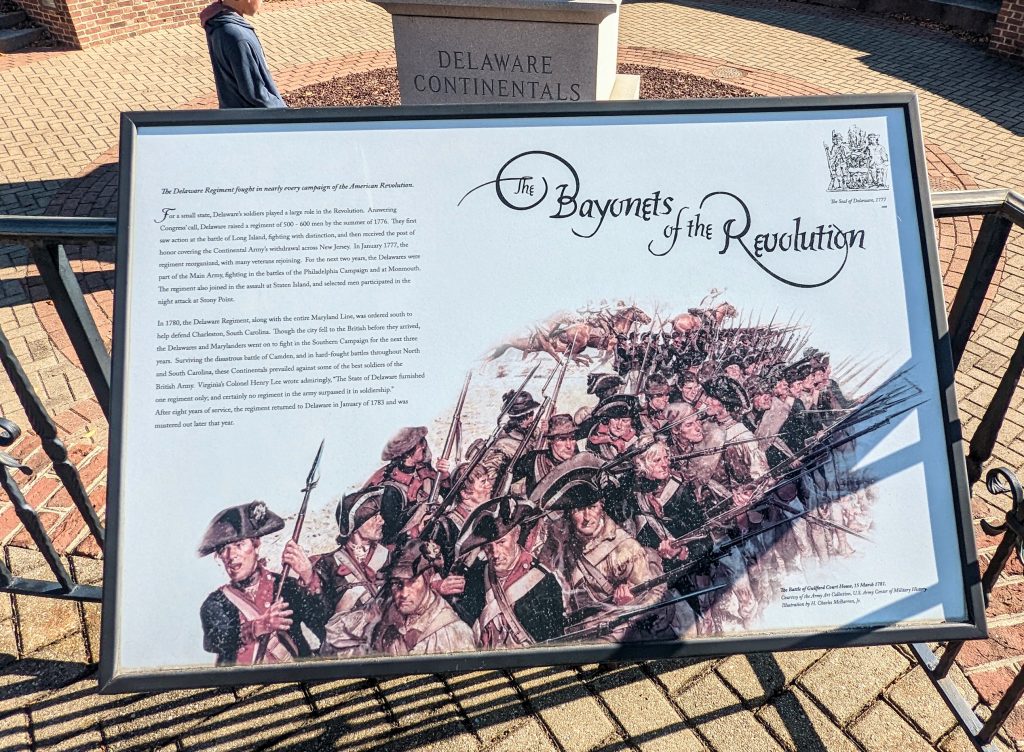 DELAWARE
CONTINENTALS
The Delaware Regiment fought in nearly every campaign of the American Revolution.
For a small state, Delaware's soldiers played a large role in the Revolution. Answering
Congress' call, Delaware raised a regiment of 500 - 600 men by the summer of 1776. They first
saw action at the battle of Long Island, fighting with distinction, and then received the post of
honor covering the Continental Army's withdrawal across New Jersey. In January 1777, the
regiment reorganized, with many veterans rejoining. For the next two years, the Delawares were
part of the Main Army, fighting in the battles of the Philadelphia Campaign and at Monmouth.
The regiment also joined in the assault at Staten Island, and selected men participated in the
night attack at Stony Point.
In 1780, the Delaware Regiment, along with the entire Maryland Line, was ordered south to
help defend Charleston, South Carolina. Though the city fell to the British before they arrived,
the Delawares and Marylanders went on to fight in the Southern Campaign for the next three
years. Surviving the disastrous battle of Camden, and in hard-fought battles throughout North
and South Carolina, these Continentals prevailed against some of the best soldiers of the
British Army. Virginia's Colonel Henry Lee wrote admiringly, "The State of Delaware furnished
one regiment only; and certainly no regiment in the army surpassed it in soldiership."
After eight years of service, the regiment returned to Delaware in January of 1783 and was
mustered out later that year.
The Bayonets
of the Revolution
The Seal of Delaware, 1777
The Battle of Guilford Court House, 15 March 1781.
Courtesy of the Army Art Collection, U.S. Army Center of Military History.
Illustration by H. Charles McBarron, Jr.